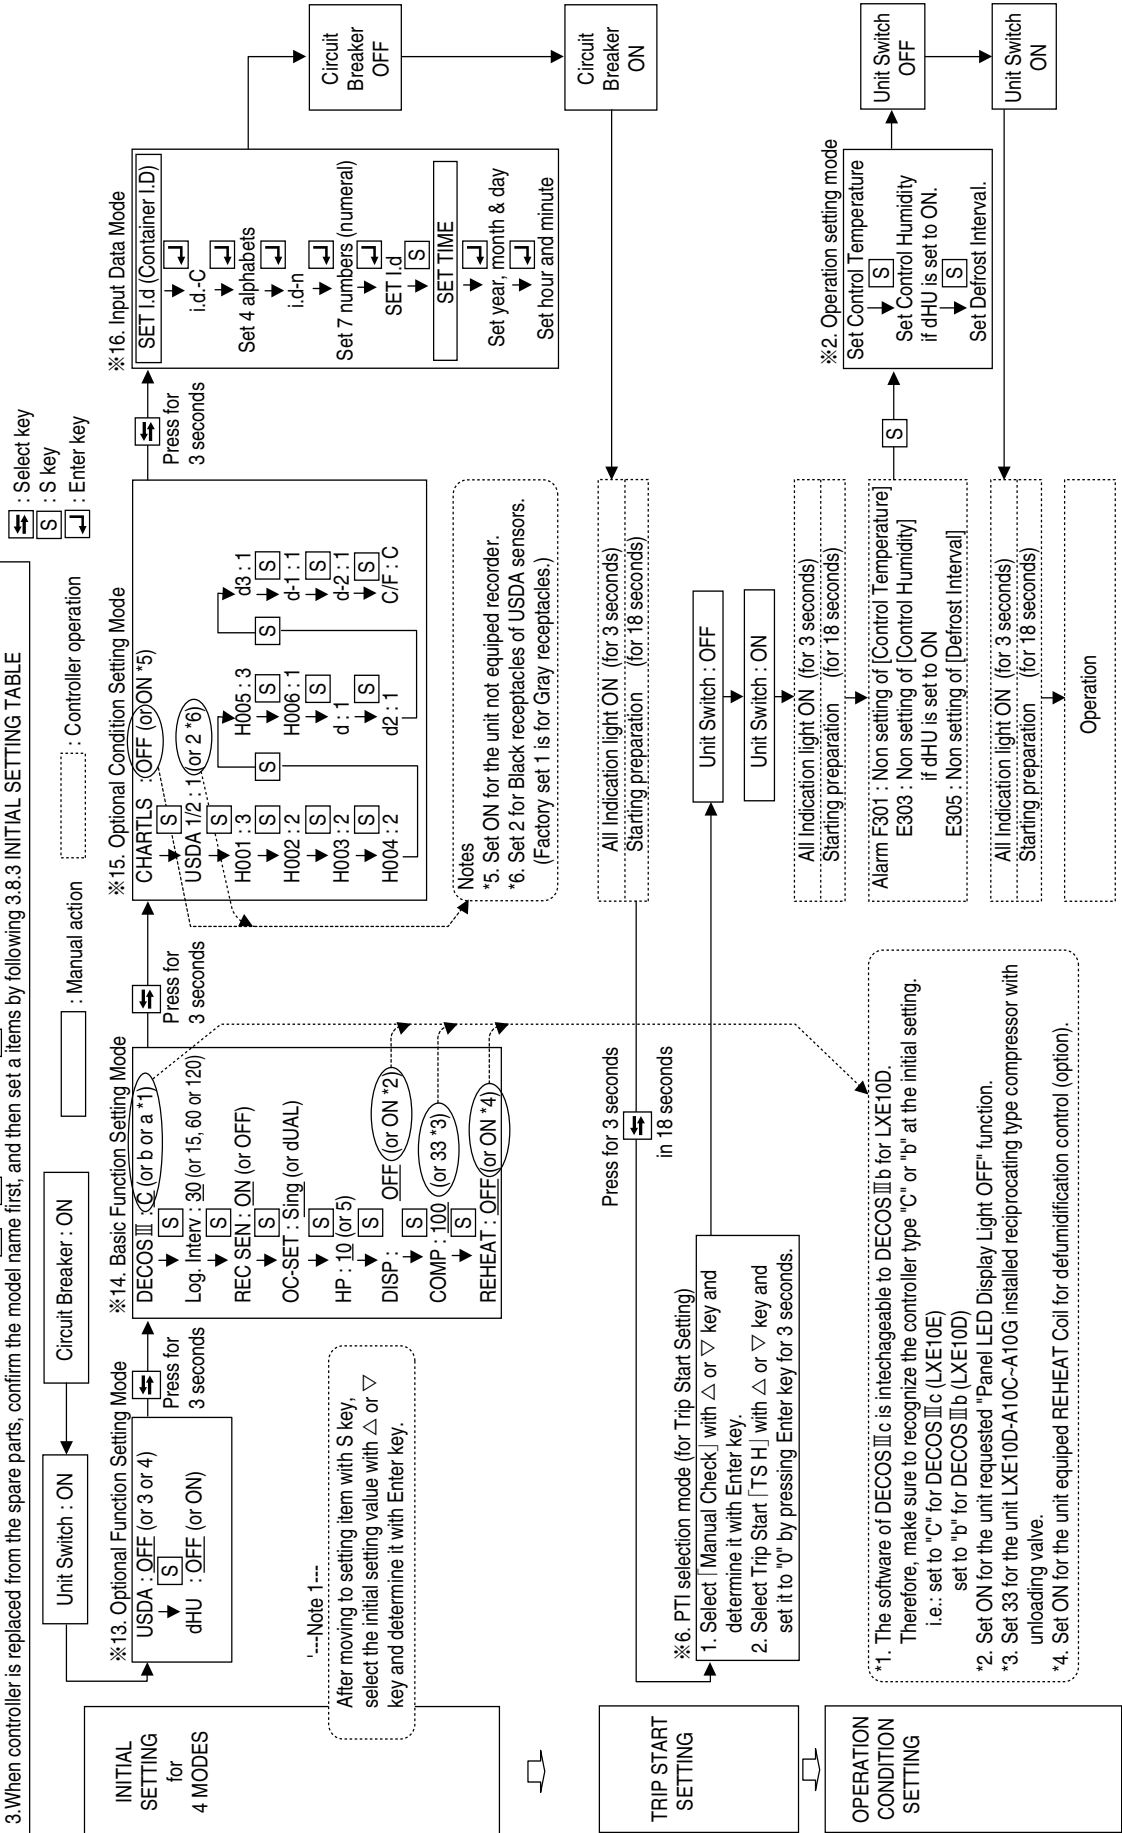 3.When controller is replaced from the spare parts, confirm the model name first, and then set a items by following 3.8.3 INITIAL SETTING TABLE
: Manual action
: Controller operation
: Select key
S : S key
: Enter key
INITIAL
SETTING
for
4 MODES
Unit Switch : ON
Circuit Breaker : ON
※13. Optional Function Setting Mode
USDA : OFF (or 3 or 4)
S
dHU : OFF (or ON)
Press for
3 seconds
'---Note 1---
After moving to setting item with S key,
select the initial setting value with △ or ▽
key and determine it with Enter key.
※14. Basic Function Setting Mode
DECOSⅢ : C (or b or a *1)
S
Log. Interv : 30 (or 15, 60 or 120)
S
REC SEN : ON (or OFF)
S
OC-SET : Sing (or dUAL)
S
HP : 10 (or 5)
S
DISP : OFF (or ON *2)
S
COMP : 100 (or 33 *3)
S
REHEAT : OFF (or ON *4)
Press for
3 seconds
※15. Optional Condition Setting Mode
CHARTLS : OFF (or ON *5)
S
USDA 1/2 : 1 (or 2 *6)
S
H001 : 3
S
H002 : 2
S
H003 : 2
S
H004 : 2
S
H005 : 3
S
H006 : 1
S
d : 1
S
d2 : 1
S
d3 : 1
S
d-1 : 1
S
d-2 : 1
S
C/F : C
Notes
*5. Set ON for the unit not equiped recorder.
*6. Set 2 for Black receptacles of USDA sensors.
(Factory set 1 is for Gray receptacles.)
Press for
3 seconds
※16. Input Data Mode
SET I.d (Container I.D)
i.d.-C
Set 4 alphabets
i.d-n
Set 7 numbers (numeral)
SET I.d
S
SET TIME
Set year, month & day
Set hour and minute
Circuit
Breaker
OFF
Circuit
Breaker
ON
TRIP START
SETTING
All Indication light ON (for 3 seconds)
Starting preparation (for 18 seconds)
Press for 3 seconds
in 18 seconds
※6. PTI selection mode (for Trip Start Setting)
1. Select「Manual Check」with △ or ▽ key and
determine it with Enter key.
2. Select Trip Start「TS H」with △ or ▽ key and
set it to "0" by pressing Enter key for 3 seconds.
Unit Switch : OFF
Unit Switch : ON
OPERATION
CONDITION
SETTING
All Indication light ON (for 3 seconds)
Starting preparation (for 18 seconds)
Alarm F301 : Non setting of [Control Temperature]
E303 : Non setting of [Control Humidity]
if dHU is set to ON
E305 : Non setting of [Defrost Interval]
S
※2. Operation setting mode
Set Control Temperature
S
Set Control Humidity
if dHU is set to ON.
S
Set Defrost Interval.
Unit Switch
OFF
Unit Switch
ON
All Indication light ON (for 3 seconds)
Starting preparation (for 18 seconds)
Operation
*1. The software of DECOSⅢc is intechageable to DECOSⅢb for LXE10D.
Therefore, make sure to recognize the controller type "C" or "b" at the initial setting.
i.e.: set to "C" for DECOSⅢc (LXE10E)
set to "b" for DECOSⅢb (LXE10D)
*2. Set ON for the unit requested "Panel LED Display Light OFF" function.
*3. Set 33 for the unit LXE10D-A10C~A10G installed reciprocating type compressor with
unloading valve.
*4. Set ON for the unit equiped REHEAT Coil for defumidification control (option).